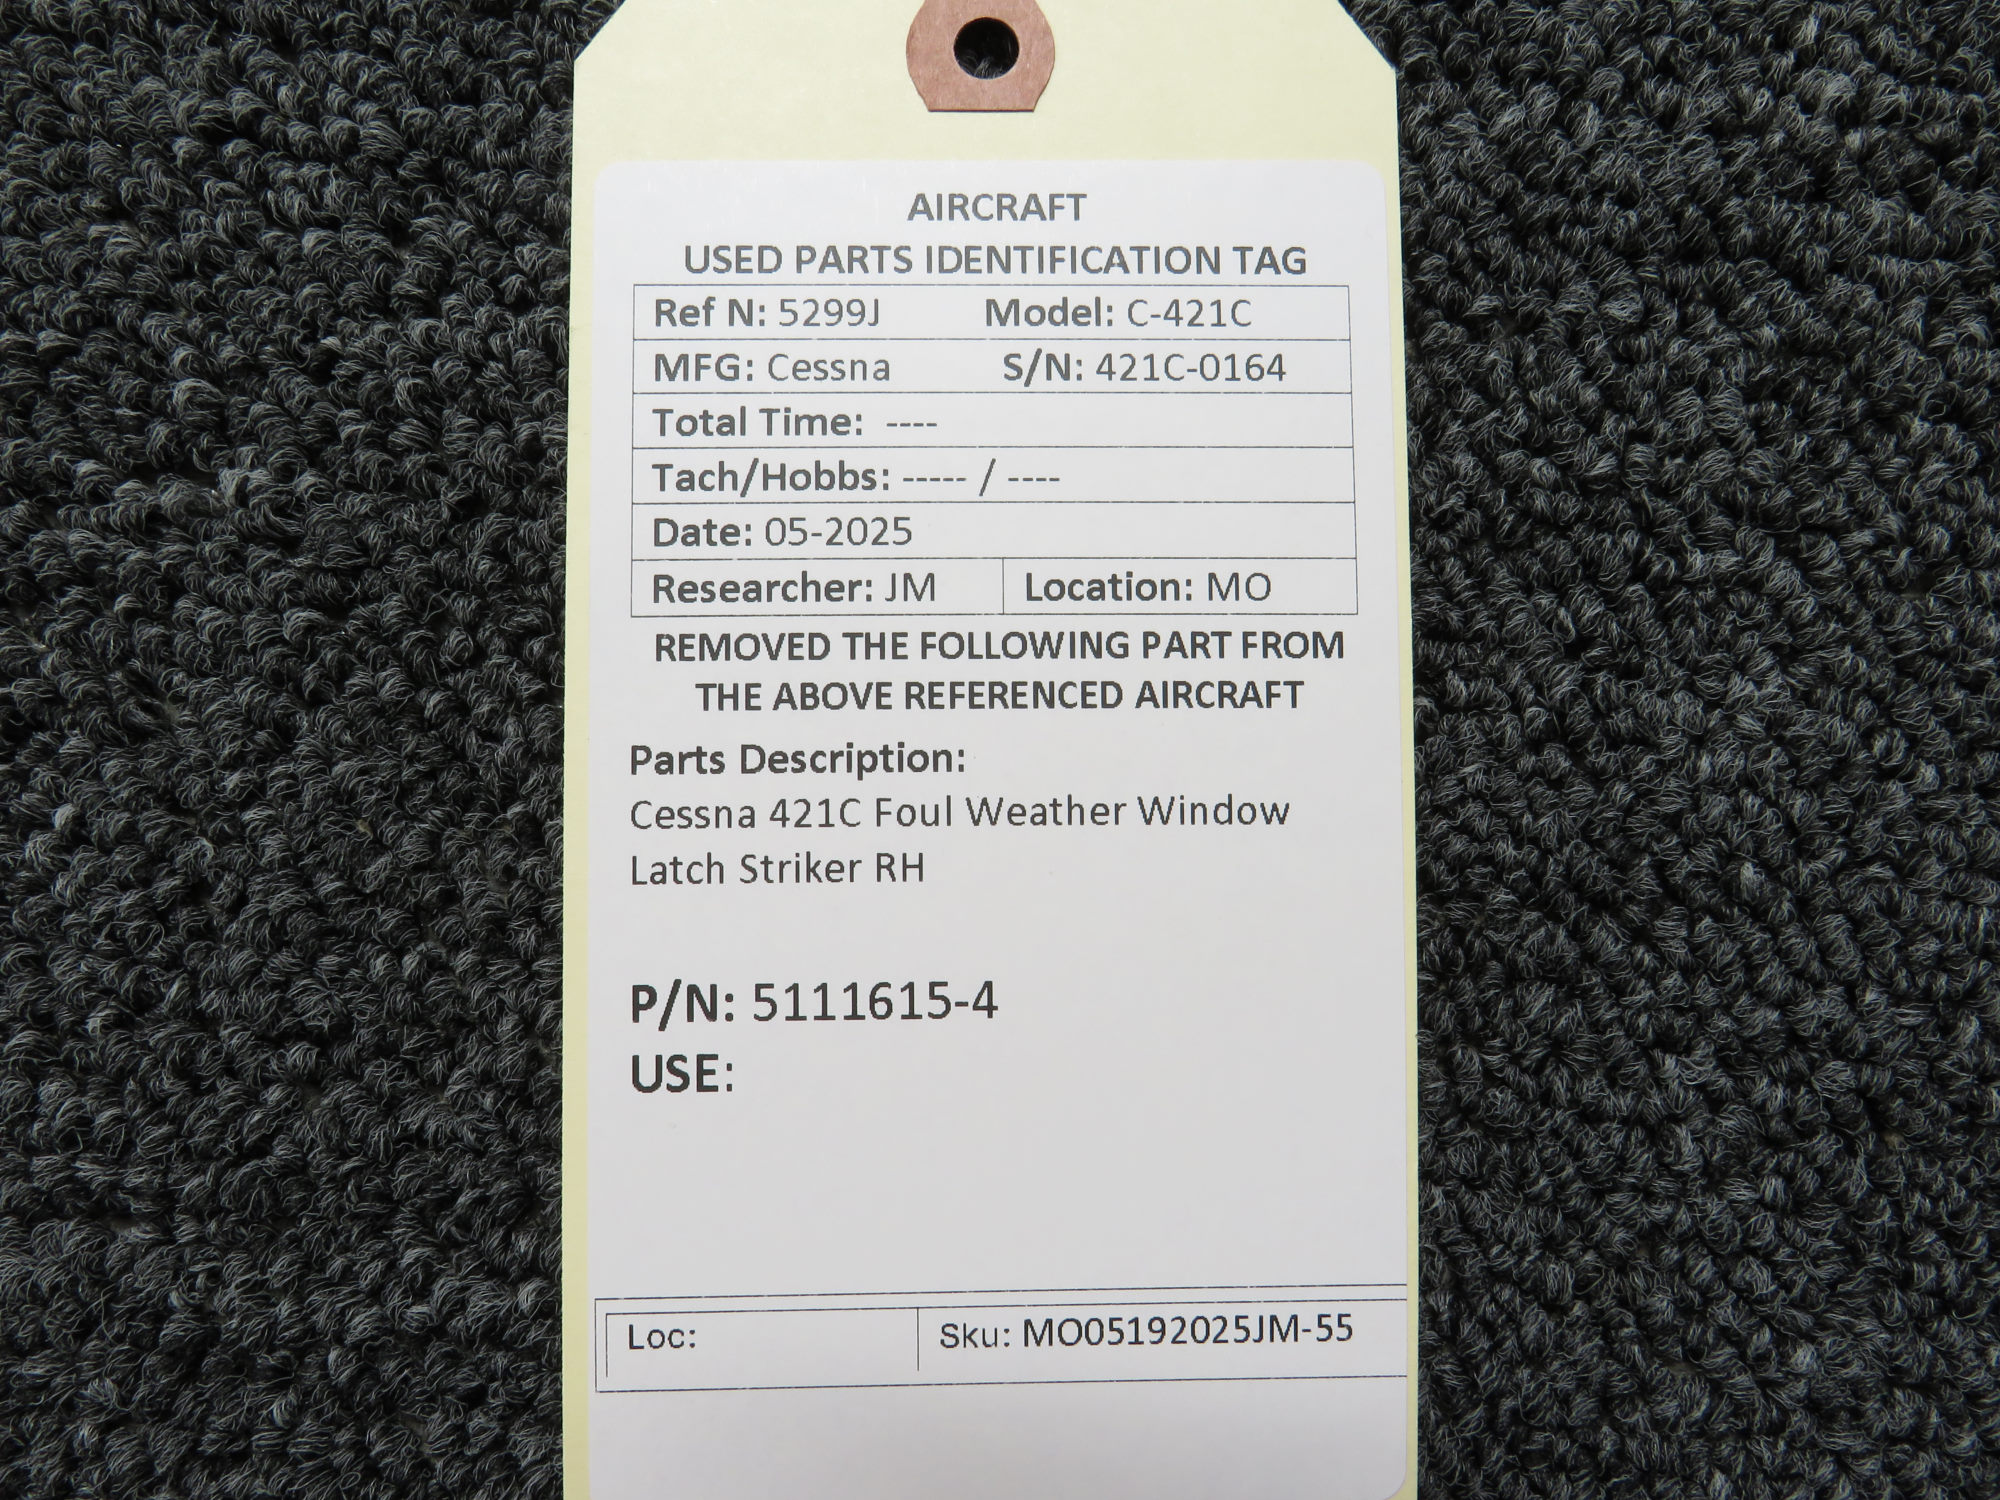 AIRCRAFT
USED PARTS IDENTIFICATION TAG
Ref N: 5299J Model: C-421C
MFG: Cessna S/N: 421C-0164
Total Time: ----
Tach/Hobbs: ----- / ----
Date: 05-2025
Researcher: JM Location: MO
REMOVED THE FOLLOWING PART FROM
THE ABOVE REFERENCED AIRCRAFT
Parts Description:
Cessna 421C Foul Weather Window
Latch Striker RH
P/N: 5111615-4
USE:
Loc: Sku: MO05192025JM-55